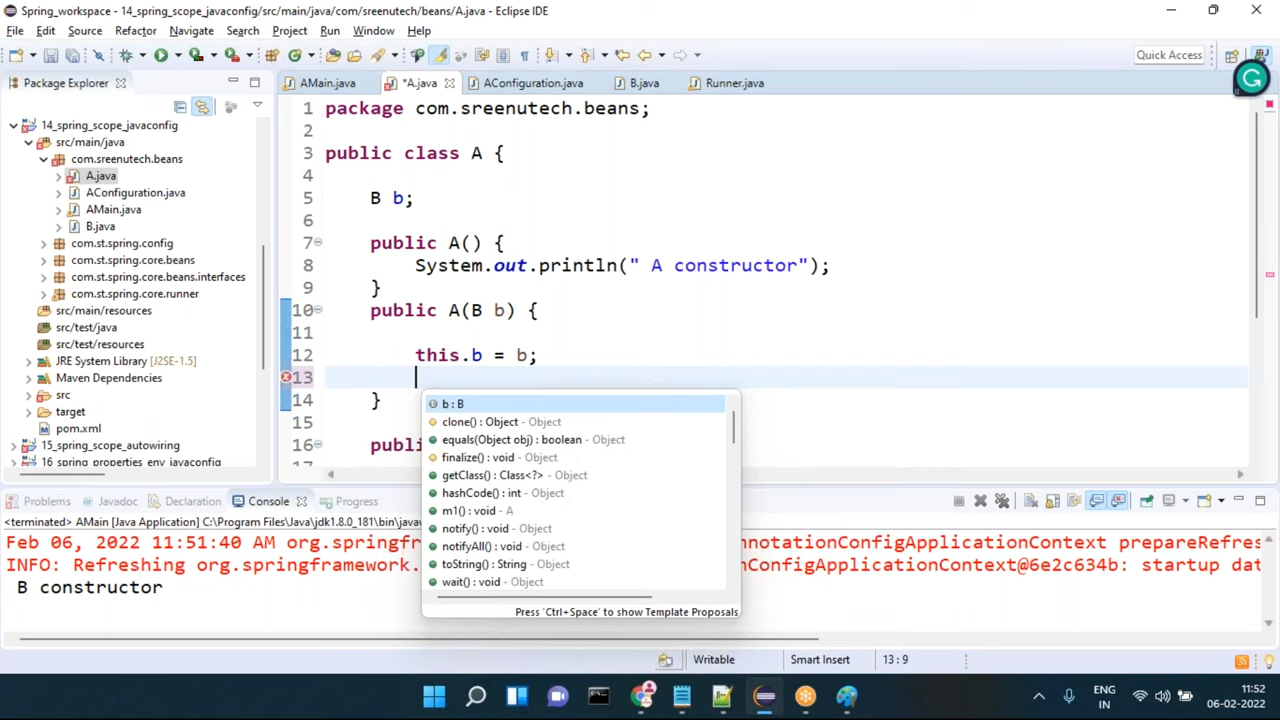 Spring_workspace - 14_spring_scope_javaconfig/src/main/java/com/sreenutech/beans/A.java - Eclipse IDE
File Edit Source Refactor Navigate Search Project Run Window Help
Quick Access
Package Explorer
AMain.java *A.java AConfiguration.java B.java Runner.java
14_spring_scope_javaconfig
src/main/java
com.sreenutech.beans
A.java
AConfiguration.java
AMain.java
B.java
com.st.spring.config
com.st.spring.core.beans
com.st.spring.core.beans.interfaces
com.st.spring.core.runner
src/main/resources
src/test/java
src/test/resources
JRE System Library [J2SE-1.5]
Maven Dependencies
src
target
pom.xml
15_spring_autowiring
16_spring_properties_env_javaconfig
1 package com.sreenutech.beans;
2
3 public class A {
4
5 B b;
6
7 public A() {
8 System.out.println(" A constructor");
9 }
10 public A(B b) {
11
12 this.b = b;
13
14 }
15
16 publi
17
b : B
clone() : Object - Object
equals(Object obj) : boolean - Object
finalize() : void - Object
getClass() : Class<?> - Object
hashCode() : int - Object
m1() : void - A
notify() : void - Object
notifyAll() : void - Object
toString() : String - Object
wait() : void - Object
Press 'Ctrl+Space' to show Template Proposals
Problems Javadoc Declaration Console Progress
<terminated> AMain [Java Application] C:\Program Files\Java\jdk1.8.0_181\bin\javav
Feb 06, 2022 11:51:40 AM org.springfr nnotationConfigApplicationContext prepareRefres
INFO: Refreshing org.springframework. onfigApplicationContext@6e2c634b: startup dat
B constructor
Writable Smart Insert 13 : 9
ENG
IN
11:52
06-02-2022